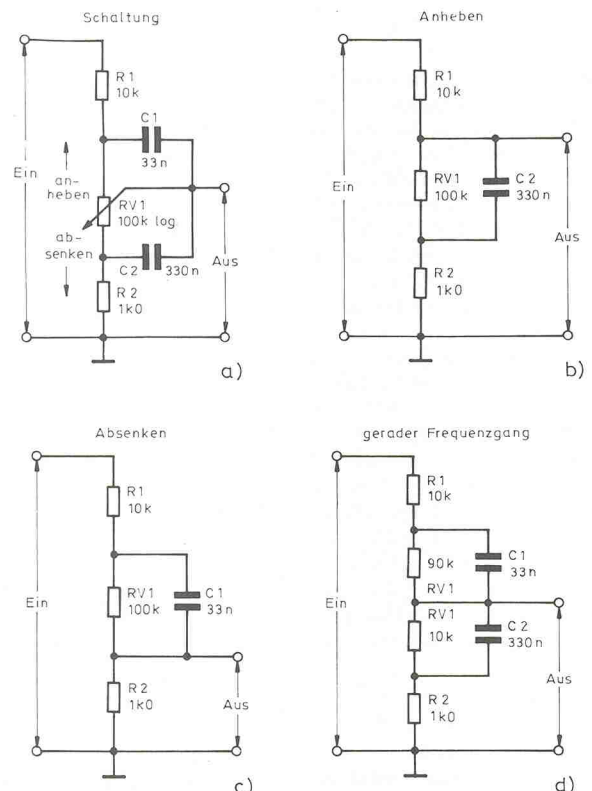 Schaltung
R1
10k
C1
33n
Ein
an-
heben
RV1
100k log.
ab-
senken
C2
330n
Aus
R2
1k0
a)
Anheben
R1
10k
Ein
RV1
100k
C2
330n
Aus
R2
1k0
b)
Absenken
R1
10k
Ein
RV1
100k
C1
33n
R2
1k0
Aus
c)
gerader Frequenzgang
R1
10k
90k
C1
33n
Ein
RV1
RV1
10k
C2
330n
Aus
R2
1k0
d)